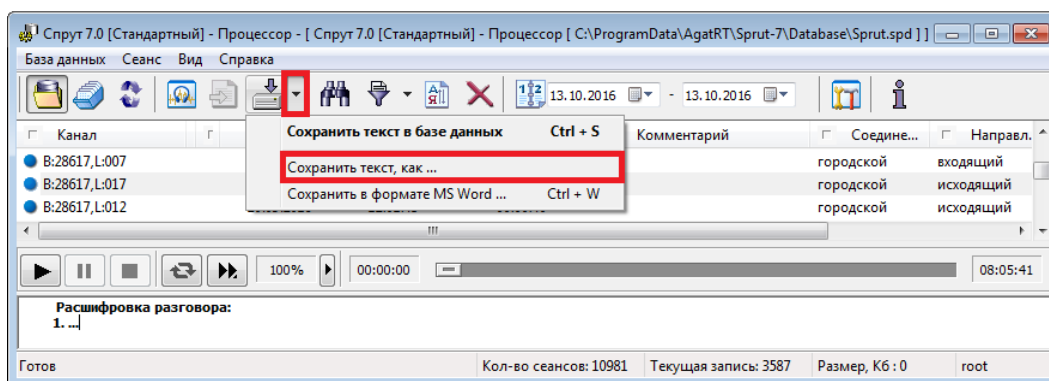 Спрут 7.0 [Стандартный] - Процессор - [ Спрут 7.0 [Стандартный] - Процессор [ C:\ProgramData\AgatRT\Sprut-7\Database\Sprut.spd ] ]
База данных Сеанс Вид Справка
13.10.2016 - 13.10.2016
Канал Комментарий Соедине... Направл.
Сохранить текст в базе данных Ctrl + S
Сохранить текст, как ...
Сохранить в формате MS Word ... Ctrl + W
B:28617,L:007 городской входящий
B:28617,L:017 городской исходящий
B:28617,L:012 городской исходящий
100% 00:00:00 08:05:41
Расшифровка разговора:
1. ...
Готов Кол-во сеансов: 10981 Текущая запись: 3587 Размер, Кб : 0 root